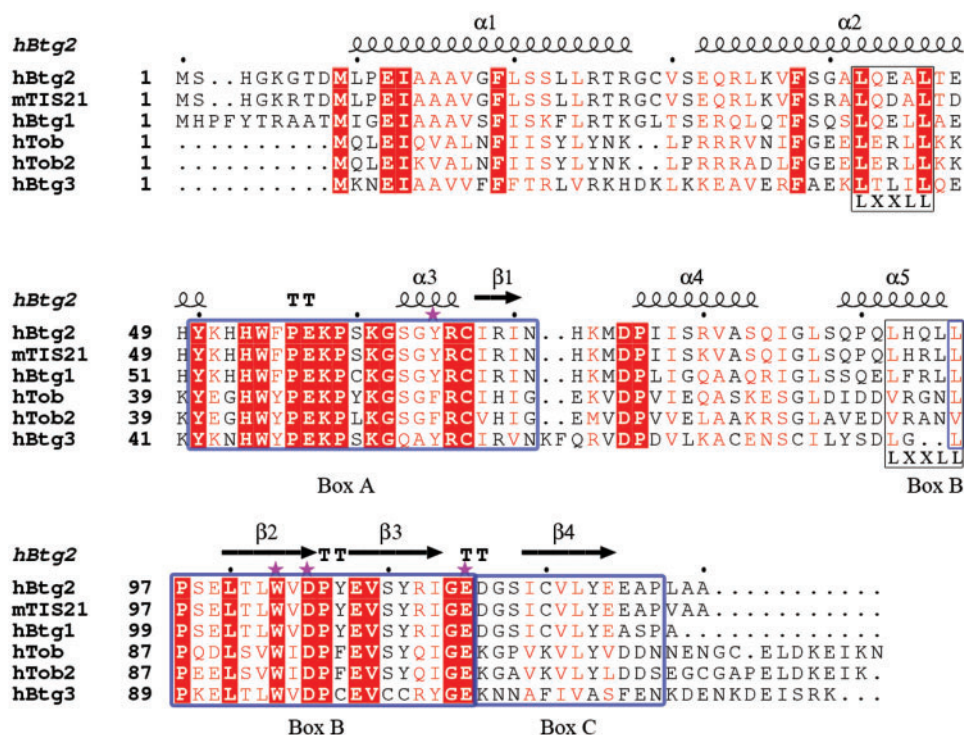 α1 α2
hBtg2
hBtg2 1 MS..HGKGTDMLPEIAAAVGFLSSLLRTRGCVSEQRLKVFSGALQEALTE
mTIS21 1 MS..HGKRTDMLPEIAAAVGFLSSLLRTRGCVSEQRLKVFSRALQDALTD
hBtg1 1 MHPFYTRAATMIGEIAAAVSFISKFLRTKGLTSERQLQTFSQSLQELLAE
hTob 1 ..........MQLEIQVALNFIISYLYNK..LPRRRVNIFGEELERLLKK
hTob2 1 ..........MQLEIKVALNFIISYLYNK..LPRRRADLFGEELERLLKK
hBtg3 1 ..........MKNEIAAVVFFFTRLVRKHDKLKKEAVERFAEKLTLILQE
LXXLL
α3 β1 α4 α5
hBtg2 TT
hBtg2 49 HYKHHWFPEKPSKGSGYRCIRIN..HKMDPIISRVASQIGLSQPQLHQLL
mTIS21 49 HYKHHWFPEKPSKGSGYRCIRIN..HKMDPIISKVASQIGLSQPQLHRLL
hBtg1 51 HYKHHWFPEKPCKGSGYRCIRIN..HKMDPLIGQAAQRIGLSSQELFRLL
hTob 39 KYEGHWYPEKPYKGSGFRCIHIG..EKVDPVIEQASKESGLDIDDVRGNL
hTob2 39 KYEGHWYPEKPLKGSGFRCVHIG..EMVDPVVELAAKRSGLAVEDVRANV
hBtg3 41 KYKNHWYPEKPSKGQAYRCIRVNKFQRVDPDVLKACENSCILYSDLG..L
LXXLL
Box A Box B
β2 β3 β4
hBtg2 TT TT
hBtg2 97 PSELTLWVDPYEVSYRIGEDGSICVLYEEAPLAA...........
mTIS21 97 PSELTLWVDPYEVSYRIGEDGSICVLYEEAPVAA...........
hBtg1 99 PSELTLWVDPYEVSYRIGEDGSICVLYEASPA.............
hTob 87 PQDLSVWIDPFEVSYQIGEKGPVKVLYVDDNNENGC.ELDKEIKN
hTob2 87 PEELSVWIDPFEVSYQIGEKGAVKVLYLDDSEGCGAPELDKEIK.
hBtg3 89 PKELTLWVDPCEVCCRYGEKNNAFIVASFENKDENKDEISRK...
Box B Box C